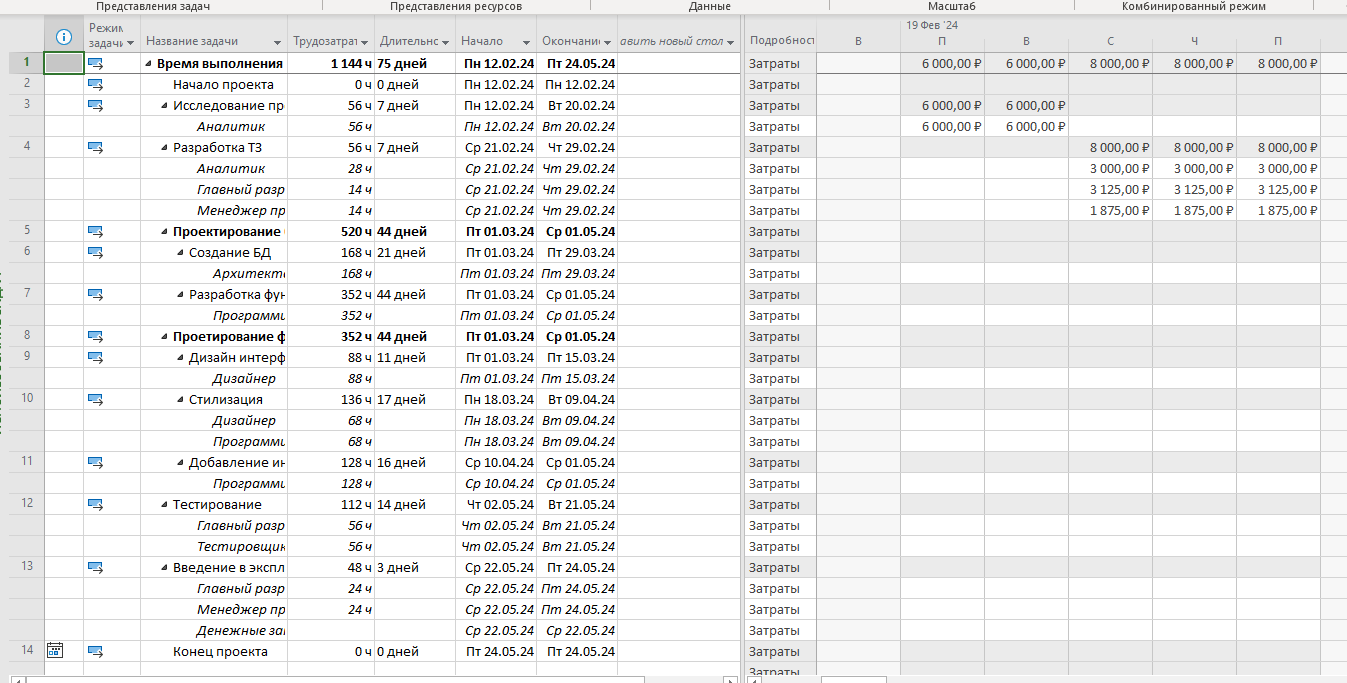 Представления задач Представления ресурсов Данные Масштаб Комбинированный режим
19 Фев '24
Режим задачи Название задачи Трудозатрат Длительнс Начало Окончание авить новый стол Подробност В П В С Ч П
1 Время выполнения 1 144 ч 75 дней Пн 12.02.24 Пт 24.05.24 Затраты 6 000,00 ₽ 6 000,00 ₽ 8 000,00 ₽ 8 000,00 ₽ 8 000,00 ₽
2 Начало проекта 0 ч 0 дней Пн 12.02.24 Пн 12.02.24 Затраты
3 Исследование пр 56 ч 7 дней Пн 12.02.24 Вт 20.02.24 Затраты 6 000,00 ₽ 6 000,00 ₽
Аналитик 56 ч Пн 12.02.24 Вт 20.02.24 Затраты 6 000,00 ₽ 6 000,00 ₽
4 Разработка ТЗ 56 ч 7 дней Ср 21.02.24 Чт 29.02.24 Затраты 8 000,00 ₽ 8 000,00 ₽ 8 000,00 ₽
Аналитик 28 ч Ср 21.02.24 Чт 29.02.24 Затраты 3 000,00 ₽ 3 000,00 ₽ 3 000,00 ₽
Главный разр 14 ч Ср 21.02.24 Чт 29.02.24 Затраты 3 125,00 ₽ 3 125,00 ₽ 3 125,00 ₽
Менеджер пр 14 ч Ср 21.02.24 Чт 29.02.24 Затраты 1 875,00 ₽ 1 875,00 ₽ 1 875,00 ₽
5 Проектирование 520 ч 44 дней Пт 01.03.24 Ср 01.05.24 Затраты
6 Создание БД 168 ч 21 дней Пт 01.03.24 Пт 29.03.24 Затраты
Архитекто 168 ч Пт 01.03.24 Пт 29.03.24 Затраты
7 Разработка фун 352 ч 44 дней Пт 01.03.24 Ср 01.05.24 Затраты
Программи 352 ч Пт 01.03.24 Ср 01.05.24 Затраты
8 Проетирование ф 352 ч 44 дней Пт 01.03.24 Ср 01.05.24 Затраты
9 Дизайн интерф 88 ч 11 дней Пт 01.03.24 Пт 15.03.24 Затраты
Дизайнер 88 ч Пт 01.03.24 Пт 15.03.24 Затраты
10 Стилизация 136 ч 17 дней Пн 18.03.24 Вт 09.04.24 Затраты
Дизайнер 68 ч Пн 18.03.24 Вт 09.04.24 Затраты
Программи 68 ч Пн 18.03.24 Вт 09.04.24 Затраты
11 Добавление ин 128 ч 16 дней Ср 10.04.24 Ср 01.05.24 Затраты
Программи 128 ч Ср 10.04.24 Ср 01.05.24 Затраты
12 Тестирование 112 ч 14 дней Чт 02.05.24 Вт 21.05.24 Затраты
Главный разр 56 ч Чт 02.05.24 Вт 21.05.24 Затраты
Тестировщик 56 ч Чт 02.05.24 Вт 21.05.24 Затраты
13 Введение в экспл 48 ч 3 дней Ср 22.05.24 Пт 24.05.24 Затраты
Главный разр 24 ч Ср 22.05.24 Пт 24.05.24 Затраты
Менеджер пр 24 ч Ср 22.05.24 Пт 24.05.24 Затраты
Денежные за Ср 22.05.24 Ср 22.05.24 Затраты
14 Конец проекта 0 ч 0 дней Пт 24.05.24 Пт 24.05.24 Затраты
Затраты